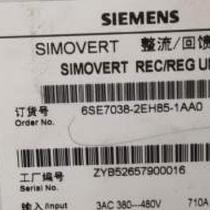 SIEMENS
SIMOVERT 整流/回馈
SIMOVERT REC/REG U
订货号 6SE7038-2EH85-1AA0
Order No.
工厂编号 ZYB52657900016
Serial No.
输入/Input 3AC 380—480V 710A